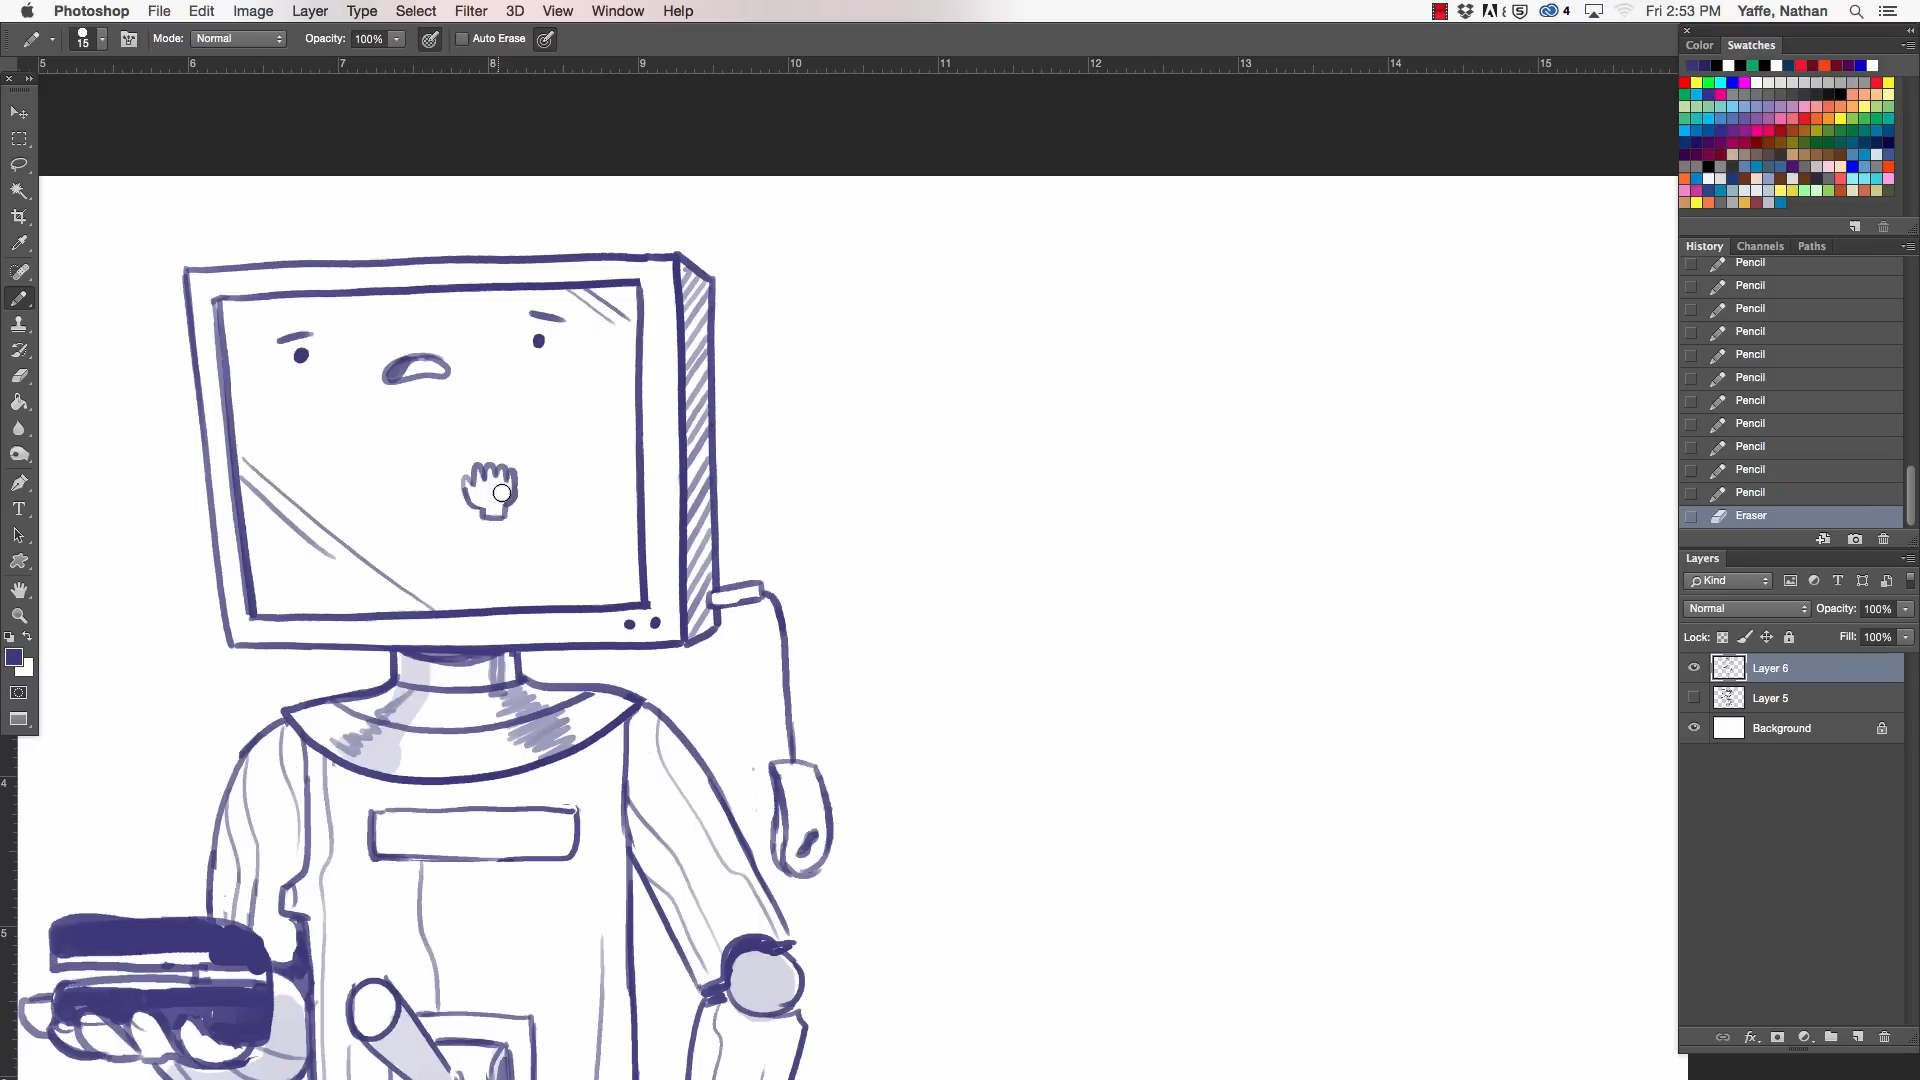 Photoshop File Edit Image Layer Type Select Filter 3D View Window Help 4 Fri 2:53 PM Yaffe, Nathan
15 Mode: Normal Opacity: 100% Auto Erase
5 6 7 8 9 10 11 12 13 14 15
Color Swatches
History Channels Paths
Pencil
Pencil
Pencil
Pencil
Pencil
Pencil
Pencil
Pencil
Pencil
Pencil
Pencil
Eraser
Layers
Kind
Normal Opacity: 100%
Lock: Fill: 100%
Layer 6
Layer 5
Background
4
5